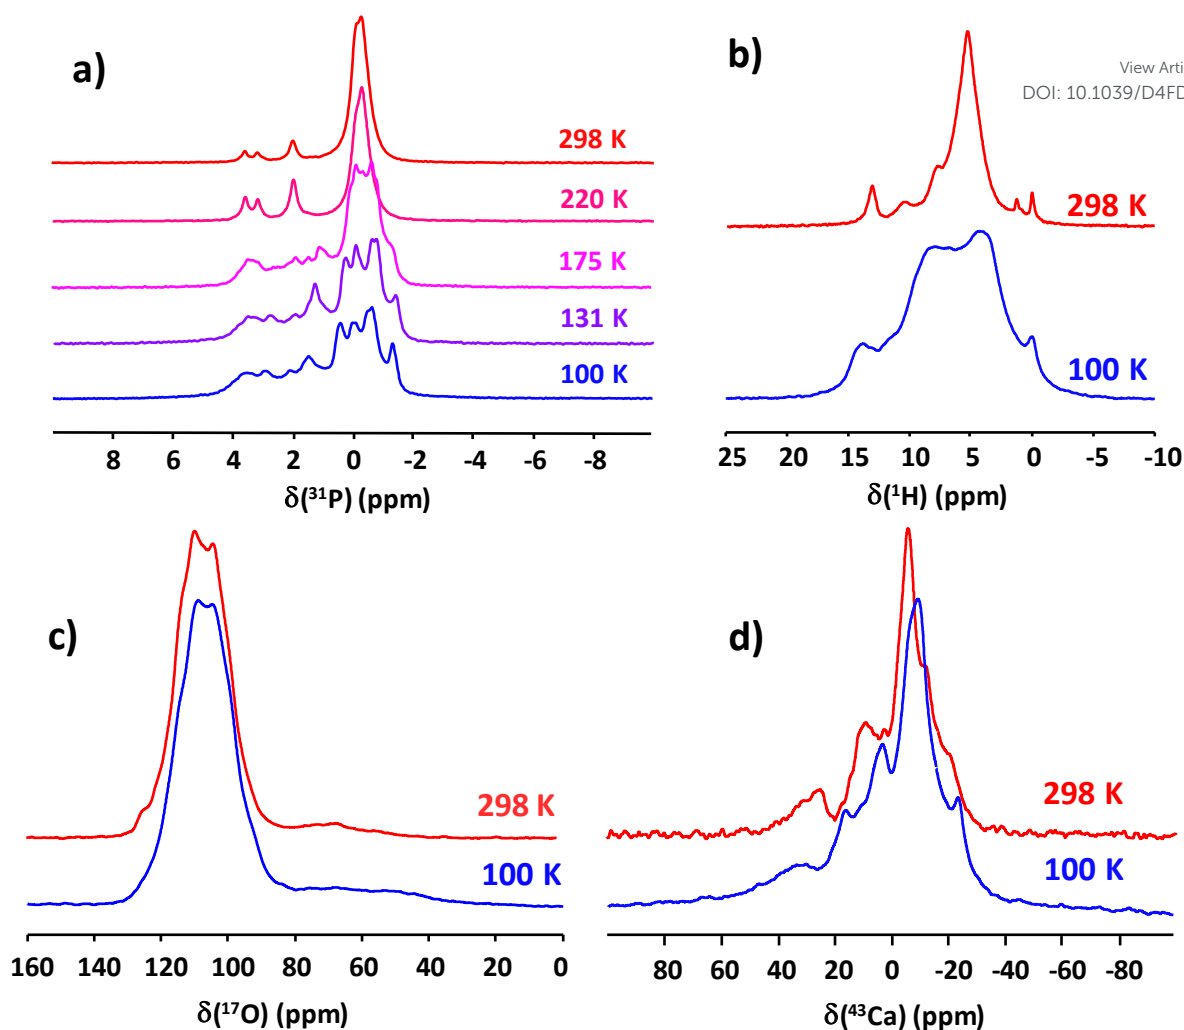 a)
298 K
220 K
175 K
131 K
100 K
8 6 4 2 0 -2 -4 -6 -8
δ(³¹P) (ppm)
b)
View Arti
DOI: 10.1039/D4FD
298 K
100 K
25 20 15 10 5 0 -5 -10
δ(¹H) (ppm)
c)
298 K
100 K
160 140 120 100 80 60 40 20 0
δ(¹⁷O) (ppm)
d)
298 K
100 K
80 60 40 20 0 -20 -40 -60 -80
δ(⁴³Ca) (ppm)